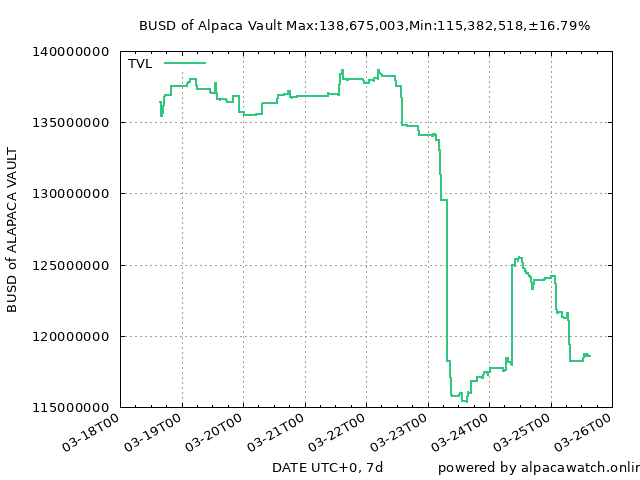 BUSD of Alpaca Vault Max:138,675,003,Min:115,382,518,±16.79%
TVL
140000000
135000000
130000000
125000000
120000000
115000000
BUSD of ALAPACA VAULT
03-18T00
03-19T00
03-20T00
03-21T00
03-22T00
03-23T00
03-24T00
03-25T00
03-26T00
DATE UTC+0, 7d
powered by alpacawatch.onlin